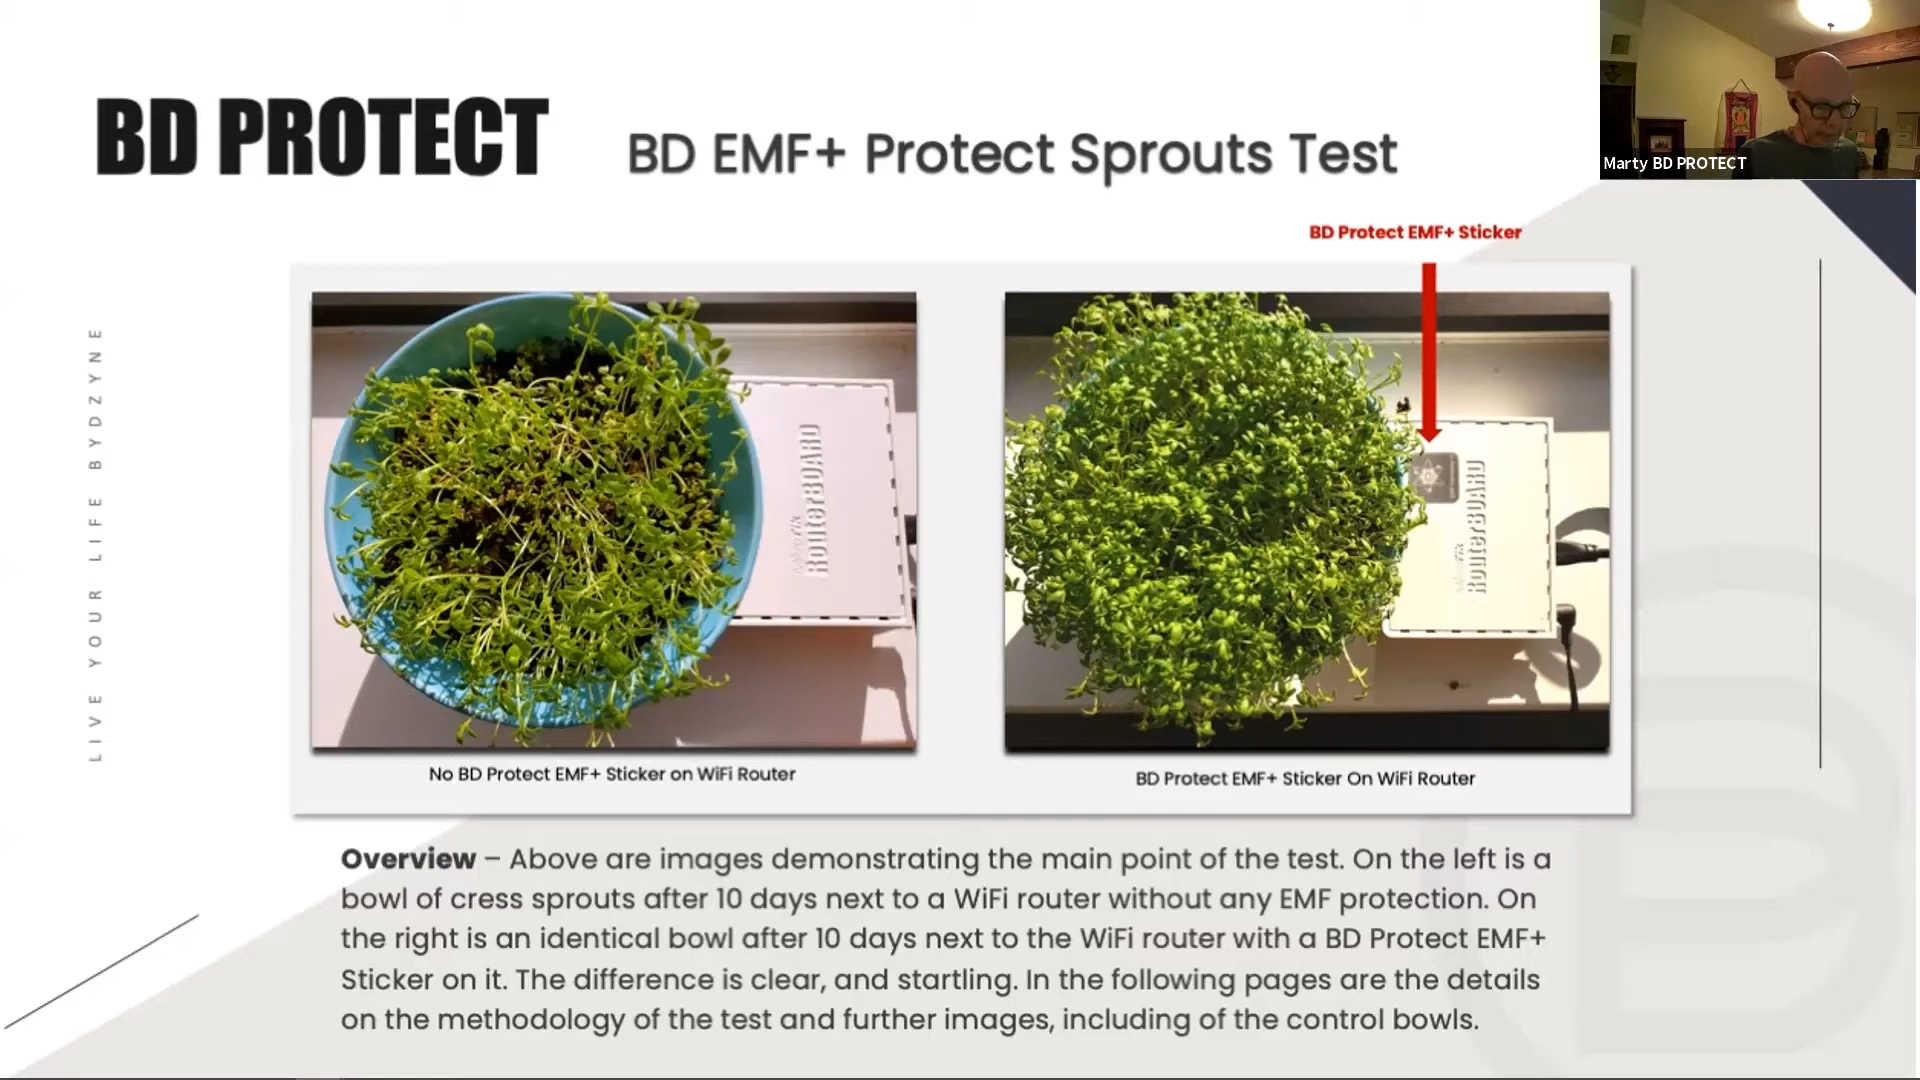 BD PROTECT
BD EMF+ Protect Sprouts Test
Marty BD PROTECT
BD Protect EMF+ Sticker
LIVE YOUR LIFE BYDZYNE
RouterBOARD
RouterBOARD
No BD Protect EMF+ Sticker on WiFi Router
BD Protect EMF+ Sticker On WiFi Router
Overview – Above are images demonstrating the main point of the test. On the left is a
bowl of cress sprouts after 10 days next to a WiFi router without any EMF protection. On
the right is an identical bowl after 10 days next to the WiFi router with a BD Protect EMF+
Sticker on it. The difference is clear, and startling. In the following pages are the details
on the methodology of the test and further images, including of the control bowls.